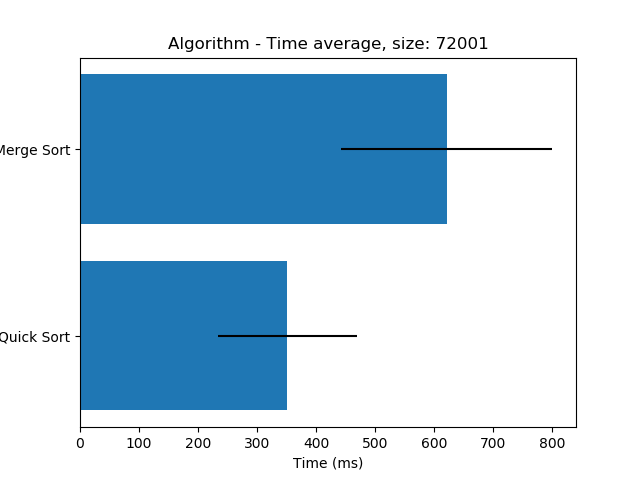 Algorithm - Time average, size: 72001
Merge Sort
Quick Sort
0 100 200 300 400 500 600 700 800
Time (ms)